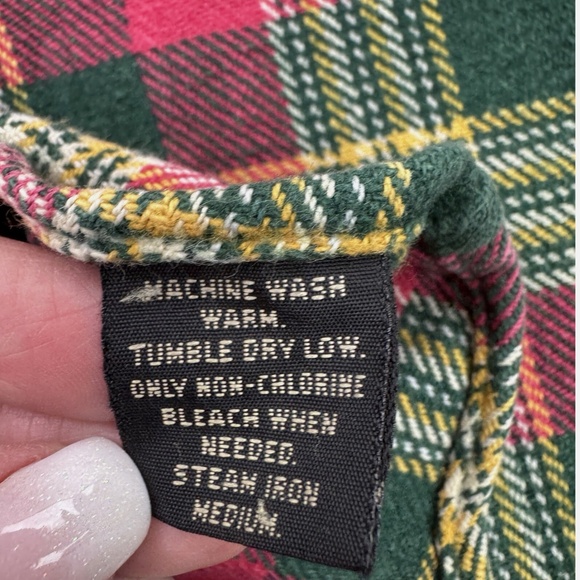 MACHINE WASH
WARM.
TUMBLE DRY LOW.
ONLY NON-CHLORINE
BLEACH WHEN
NEEDED.
STEAM IRON
MEDIUM.